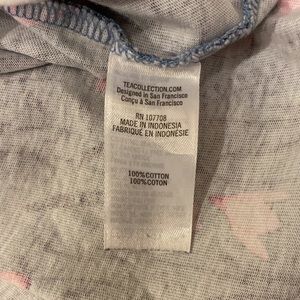 TEACOLLECTION.COM
Designed in San Francisco
Conçu à San Francisco
RN 107708
MADE IN INDONESIA
FABRIQUÉ EN INDONÉSIE
100%COTTON
100%COTON